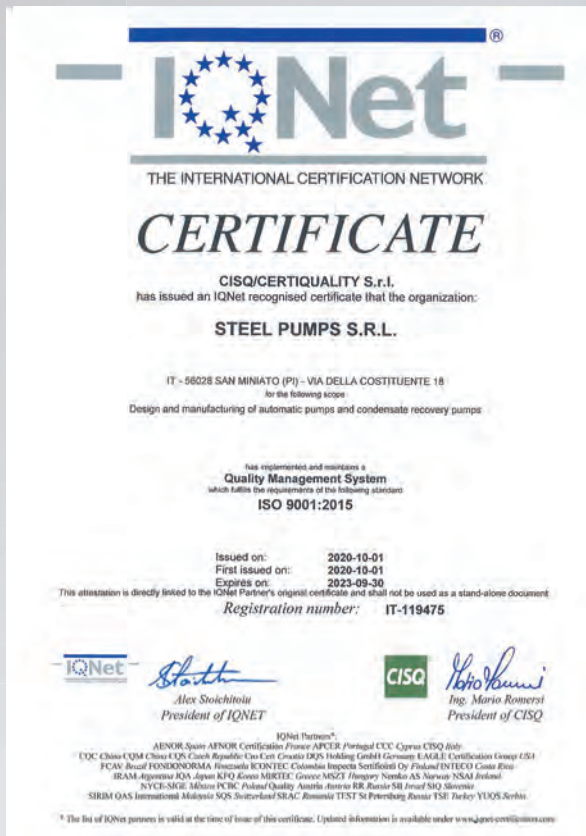 ®
IQNet
THE INTERNATIONAL CERTIFICATION NETWORK
CERTIFICATE
CISQ/CERTIQUALITY S.r.l.
has issued an IQNet recognised certificate that the organization:
STEEL PUMPS S.R.L.
IT - 56028 SAN MINIATO (PI) - VIA DELLA COSTITUENTE 18
for the following scope
Design and manufacturing of automatic pumps and condensate recovery pumps
has implemented and maintains a
Quality Management System
which fulfills the requirements of the following standard
ISO 9001:2015
Issued on: 2020-10-01
First issued on: 2020-10-01
Expires on: 2023-09-30
This attestation is directly linked to the IQNet Partner's original certificate and shall not be used as a stand-alone document
Registration number: IT-119475
IQNet
CISQ
Alex Stoichitoiu
President of IQNET
Ing. Mario Romersi
President of CISQ
IQNet Partners*:
AENOR Spain AFNOR Certification France APCER Portugal CCC Cyprus CISQ Italy
CQC China CQM China CQS Czech Republic Cro Cert Croatia DQS Holding GmbH Germany EAGLE Certification Group USA
FCAV Brazil FONDONORMA Venezuela ICONTEC Colombia Inspecta Sertifiointi Oy Finland INTECO Costa Rica
IRAM Argentina JQA Japan KFQ Korea MIRTEC Greece MSZT Hungary Nemko AS Norway NSAI Ireland
NYCE-SIGE México PCBC Poland Quality Austria Austria RR Russia SII Israel SIQ Slovenia
SIRIM QAS International Malaysia SQS Switzerland SRAC Romania TEST St Petersburg Russia TSE Turkey YUQS Serbia
* The list of IQNet partners is valid at the time of issue of this certificate. Updated information is available under www.iqnet-certification.com